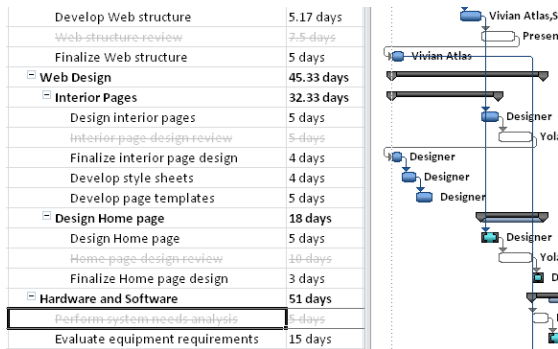 Develop Web structure 5.17 days Vivian Atlas,S
Web structure review 7.5 days Presen
Finalize Web structure 5 days Vivian Atlas
Web Design 45.33 days
Interior Pages 32.33 days
Design interior pages 5 days Designer
Interior page design review 5 days Yola
Finalize interior page design 4 days Designer
Develop style sheets 4 days Designer
Develop page templates 5 days Designer
Design Home page 18 days
Design Home page 5 days Designer
Home page design review 10 days Yola
Finalize Home page design 3 days D
Hardware and Software 51 days
Perform system needs analysis 5 days
Evaluate equipment requirements 15 days